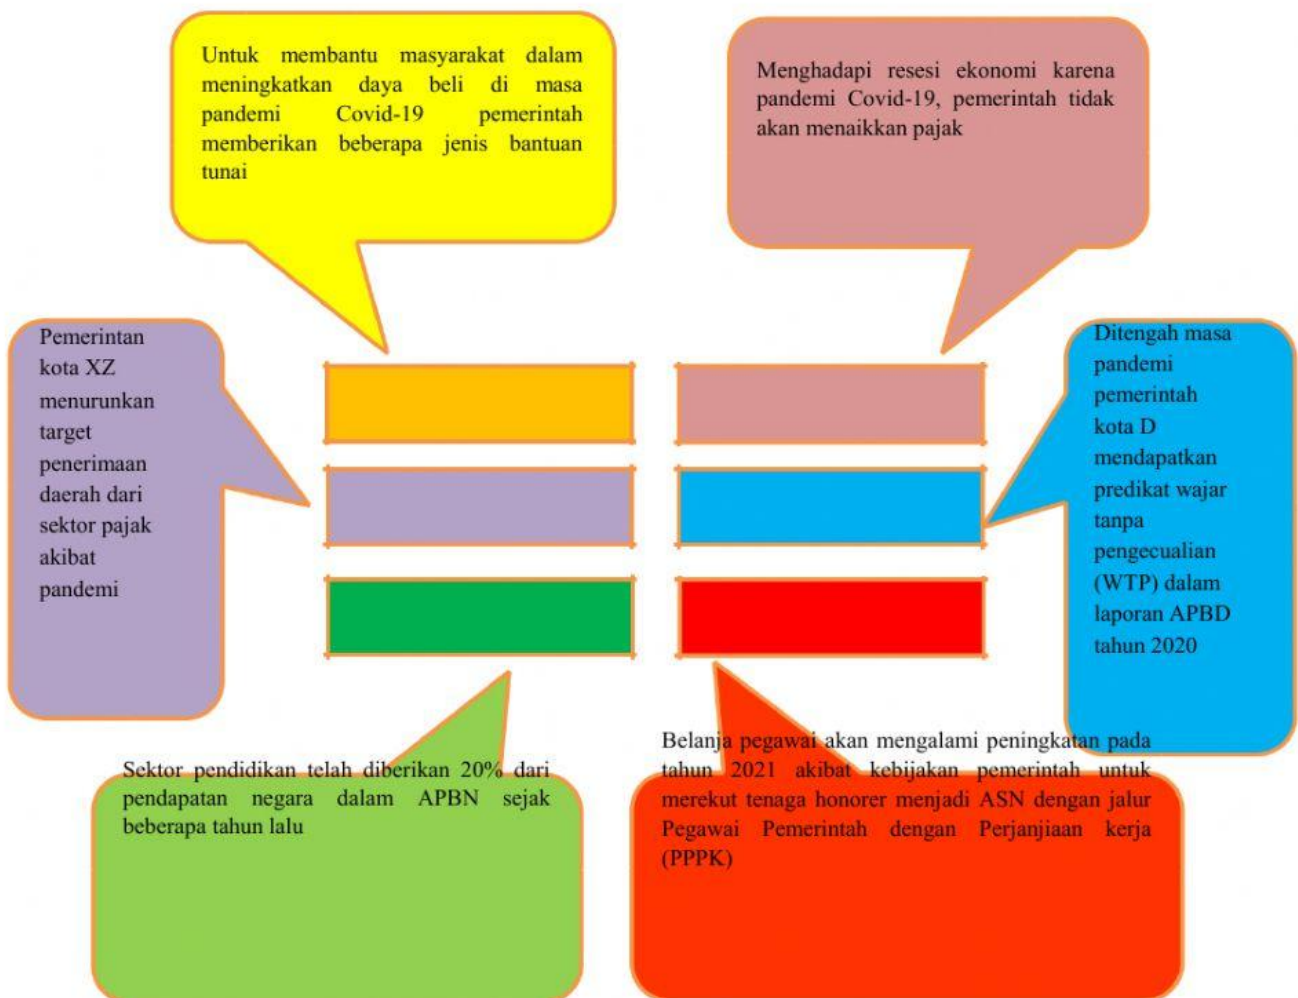 Untuk membantu masyarakat dalam
meningkatkan daya beli di masa
pandemi Covid-19 pemerintah
memberikan beberapa jenis bantuan
tunai
Menghadapi resesi ekonomi karena
pandemi Covid-19, pemerintah tidak
akan menaikkan pajak
Pemerintan
kota XZ
menurunkan
target
penerimaan
daerah dari
sektor pajak
akibat
pandemi
Ditengah masa
pandemi
pemerintah
kota D
mendapatkan
predikat wajar
tanpa
pengecualian
(WTP) dalam
laporan APBD
tahun 2020
Sektor pendidikan telah diberikan 20% dari
pendapatan negara dalam APBN sejak
beberapa tahun lalu
Belanja pegawai akan mengalami peningkatan pada
tahun 2021 akibat kebijakan pemerintah untuk
merekut tenaga honorer menjadi ASN dengan jalur
Pegawai Pemerintah dengan Perjanjiaan kerja
(PPPK)